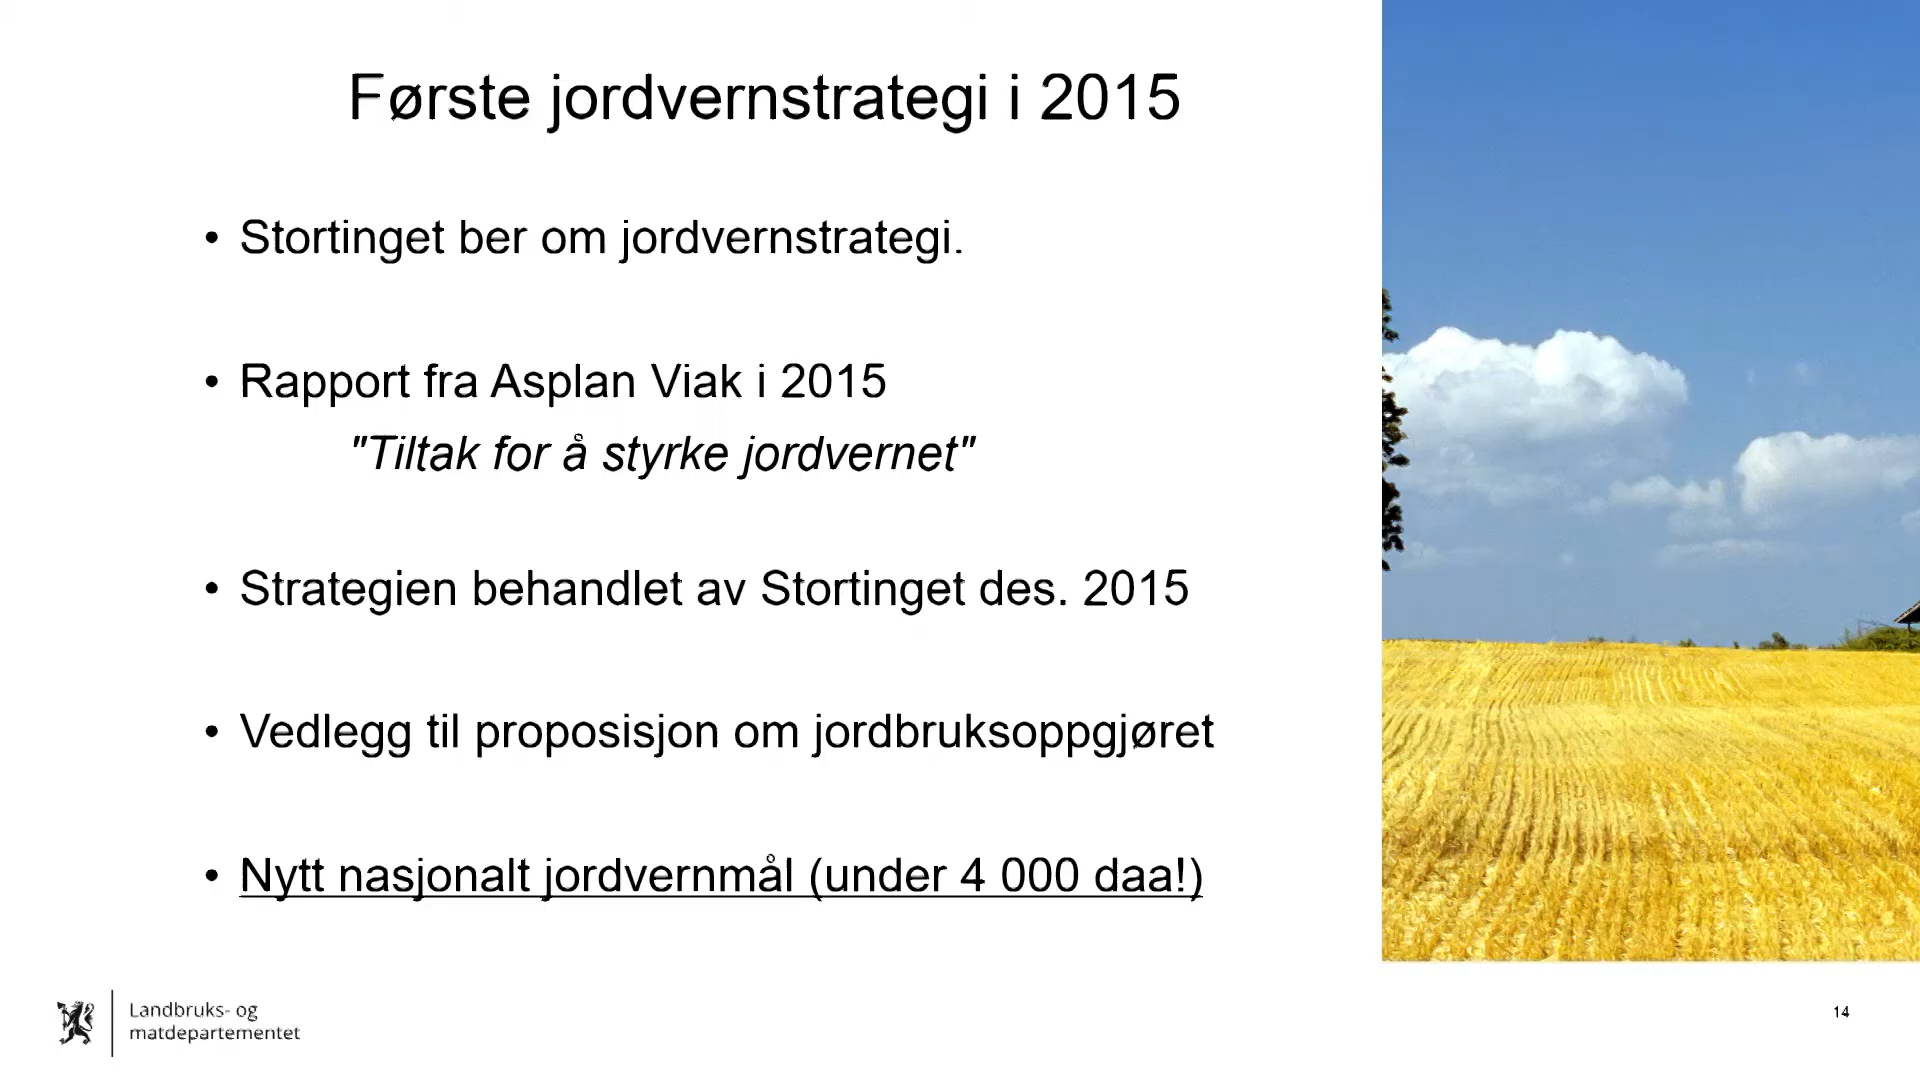 Første jordvernstrategi i 2015
• Stortinget ber om jordvernstrategi.
• Rapport fra Asplan Viak i 2015
"Tiltak for å styrke jordvernet"
• Strategien behandlet av Stortinget des. 2015
• Vedlegg til proposisjon om jordbruksoppgjøret
• Nytt nasjonalt jordvernmål (under 4 000 daa!)
Landbruks- og
matdepartementet
14